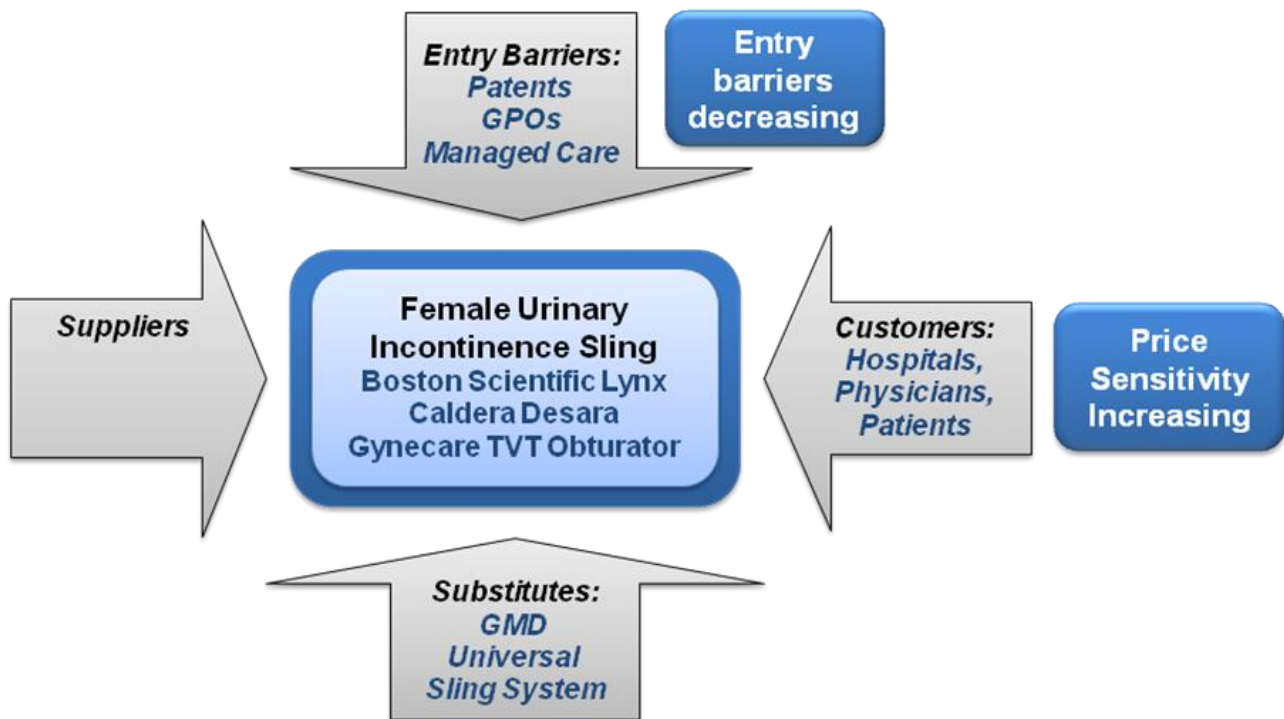 Entry Barriers:
Patents
GPOs
Managed Care
Entry
barriers
decreasing
Suppliers
Female Urinary
Incontinence Sling
Boston Scientific Lynx
Caldera Desara
Gynecare TVT Obturator
Customers:
Hospitals,
Physicians,
Patients
Price
Sensitivity
Increasing
Substitutes:
GMD
Universal
Sling System